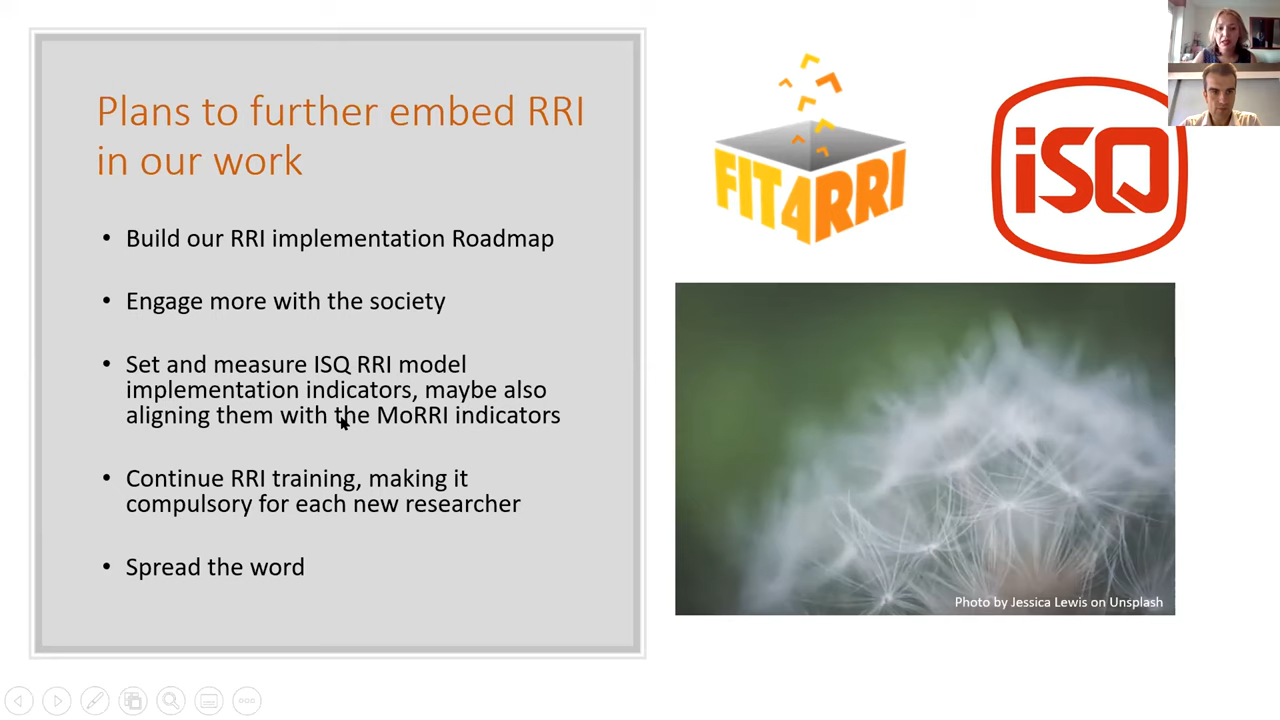 Plans to further embed RRI
in our work
• Build our RRI implementation Roadmap
• Engage more with the society
• Set and measure ISQ RRI model
implementation indicators, maybe also
aligning them with the MoRRI indicators
• Continue RRI training, making it
compulsory for each new researcher
• Spread the word
FIT4RRI
iSQ
Photo by Jessica Lewis on Unsplash